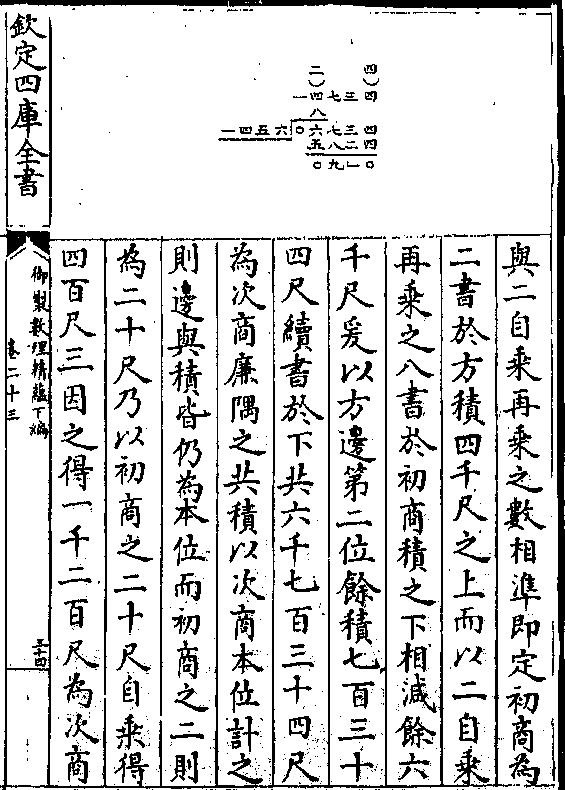 二)四)
一四七三四
八
一四五六〇六七三四
五八二四
〇九一〇
與二自乘再乘之數相準即定初商為
二書於方積四千尺之上而以二自乘
再乘之八書於初商積之下相減餘六
千尺爰以方邊第二位餘積七百三十
四尺續書於下共六千七百三十四尺
為次商廉隅之共積以次商本位計之
則邊與積皆仍為本位而初商之二則
為二十尺乃以初商之二十尺自乘得
四百尺三因之得一千二百尺為次商
欽定四庫全書
御製數理精蘊下編
卷二十三
三十四